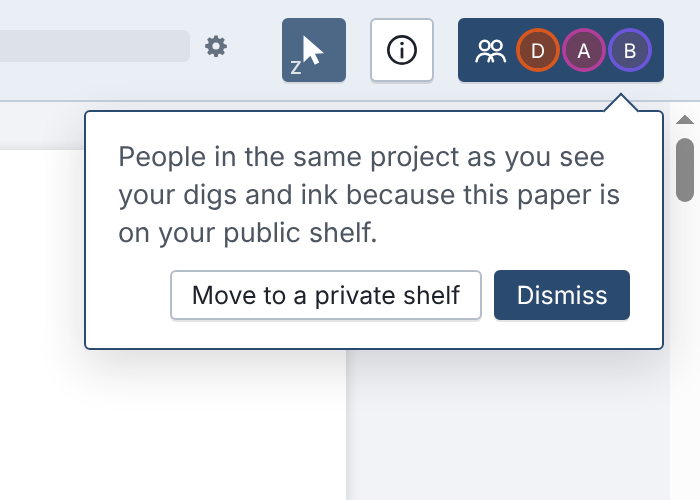 Z
D A B
People in the same project as you see
your digs and ink because this paper is
on your public shelf.
Move to a private shelf Dismiss